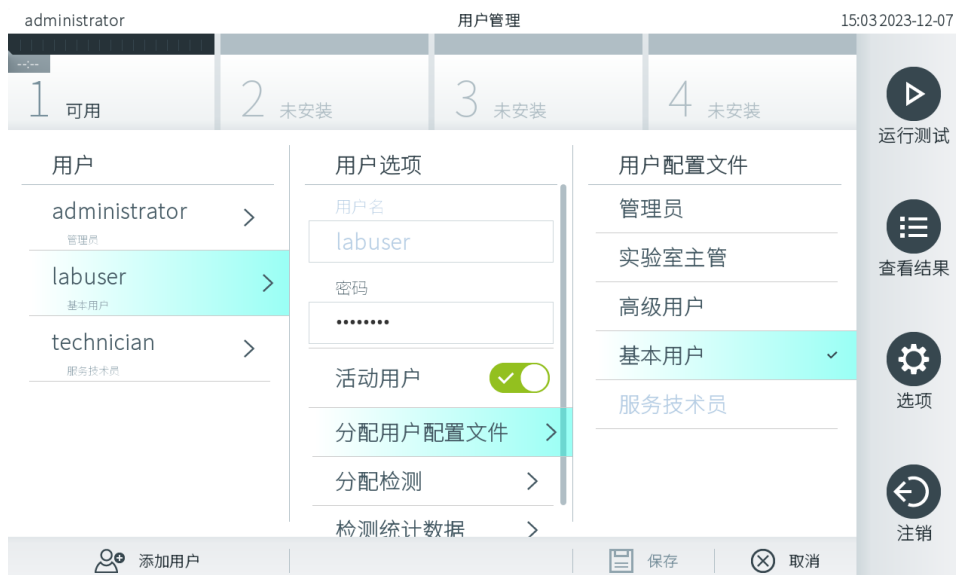 administrator 用户管理 15:03 2023-12-07
--:--
1 可用
2 未安装
3 未安装
4 未安装
运行测试
查看结果
选项
注销
用户
administrator
管理员
labuser
基本用户
technician
服务技术员
用户选项
用户名
labuser
密码
••••••••
活动用户
分配用户配置文件
分配检测
检测统计数据
用户配置文件
管理员
实验室主管
高级用户
基本用户
服务技术员
添加用户
保存
取消